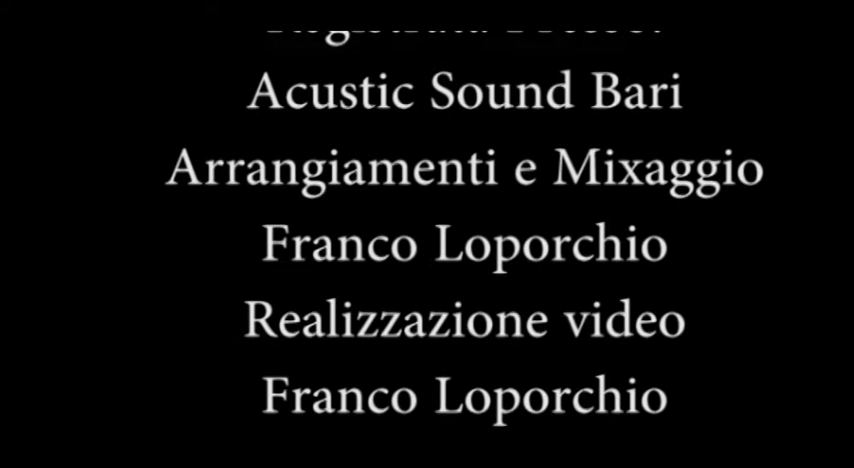 Acustic Sound Bari
Arrangiamenti e Mixaggio
Franco Loporchio
Realizzazione video
Franco Loporchio